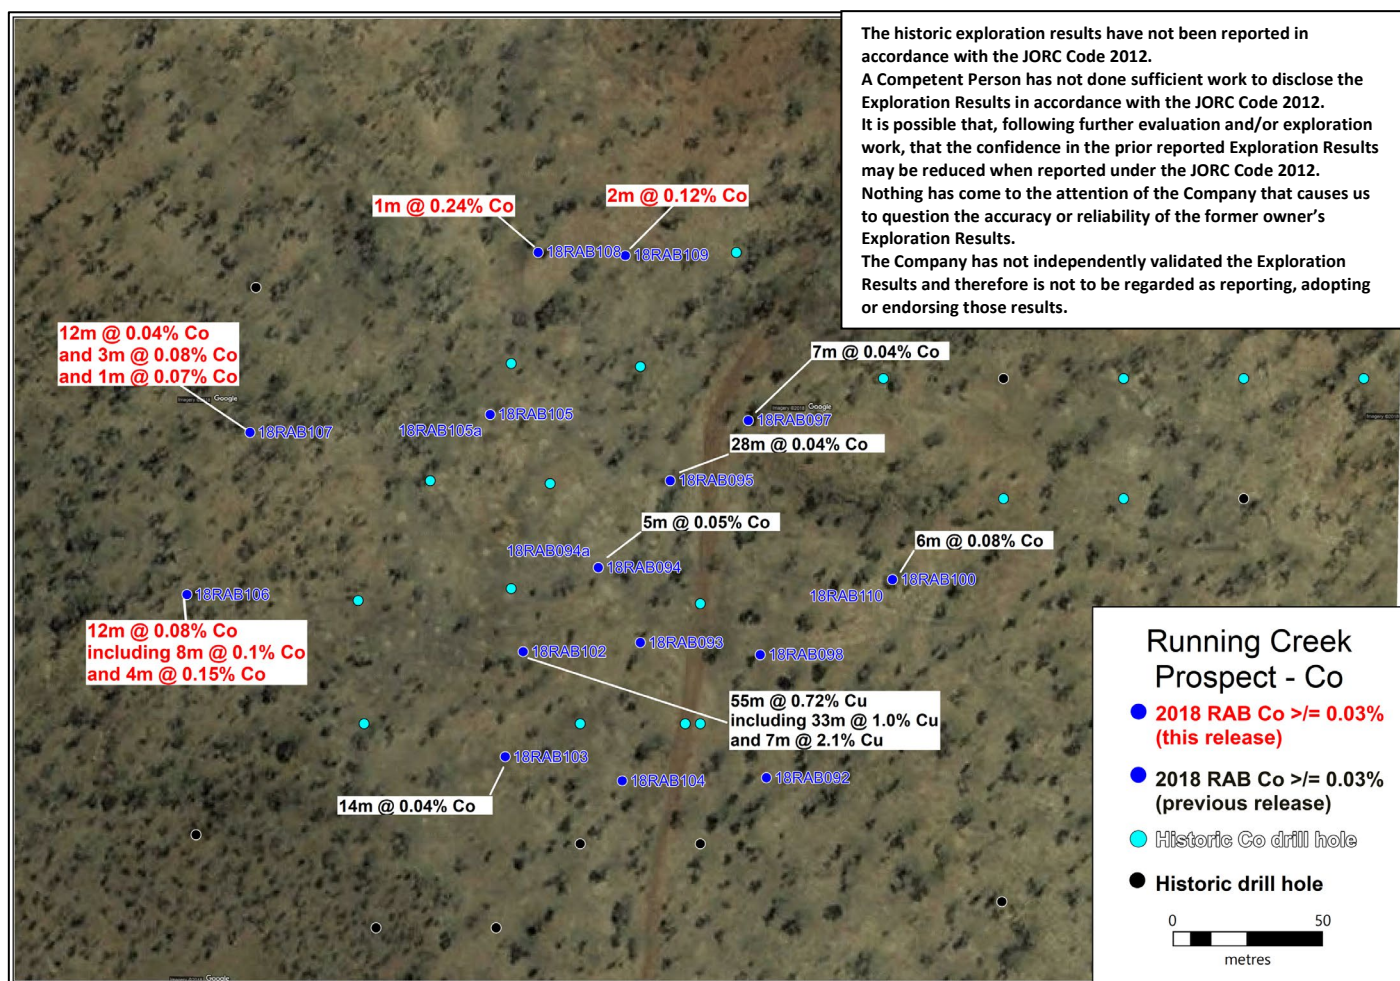 The historic exploration results have not been reported in
accordance with the JORC Code 2012.
A Competent Person has not done sufficient work to disclose the
Exploration Results in accordance with the JORC Code 2012.
It is possible that, following further evaluation and/or exploration
work, that the confidence in the prior reported Exploration Results
may be reduced when reported under the JORC Code 2012.
Nothing has come to the attention of the Company that causes us
to question the accuracy or reliability of the former owner's
Exploration Results.
The Company has not independently validated the Exploration
Results and therefore is not to be regarded as reporting, adopting
or endorsing those results.
1m @ 0.24% Co
2m @ 0.12% Co
18RAB108
18RAB109
12m @ 0.04% Co
and 3m @ 0.08% Co
and 1m @ 0.07% Co
7m @ 0.04% Co
Google
Google
18RAB105
18RAB105a
18RAB107
18RAB097
28m @ 0.04% Co
18RAB095
5m @ 0.05% Co
18RAB094a
18RAB094
6m @ 0.08% Co
18RAB100
18RAB110
18RAB106
12m @ 0.08% Co
including 8m @ 0.1% Co
and 4m @ 0.15% Co
18RAB102
18RAB093
18RAB098
55m @ 0.72% Cu
including 33m @ 1.0% Cu
and 7m @ 2.1% Cu
18RAB103
18RAB104
18RAB092
14m @ 0.04% Co
Google
Running Creek
Prospect - Co
2018 RAB Co >/= 0.03%
(this release)
2018 RAB Co >/= 0.03%
(previous release)
Historic Co drill hole
Historic drill hole
0 50
metres